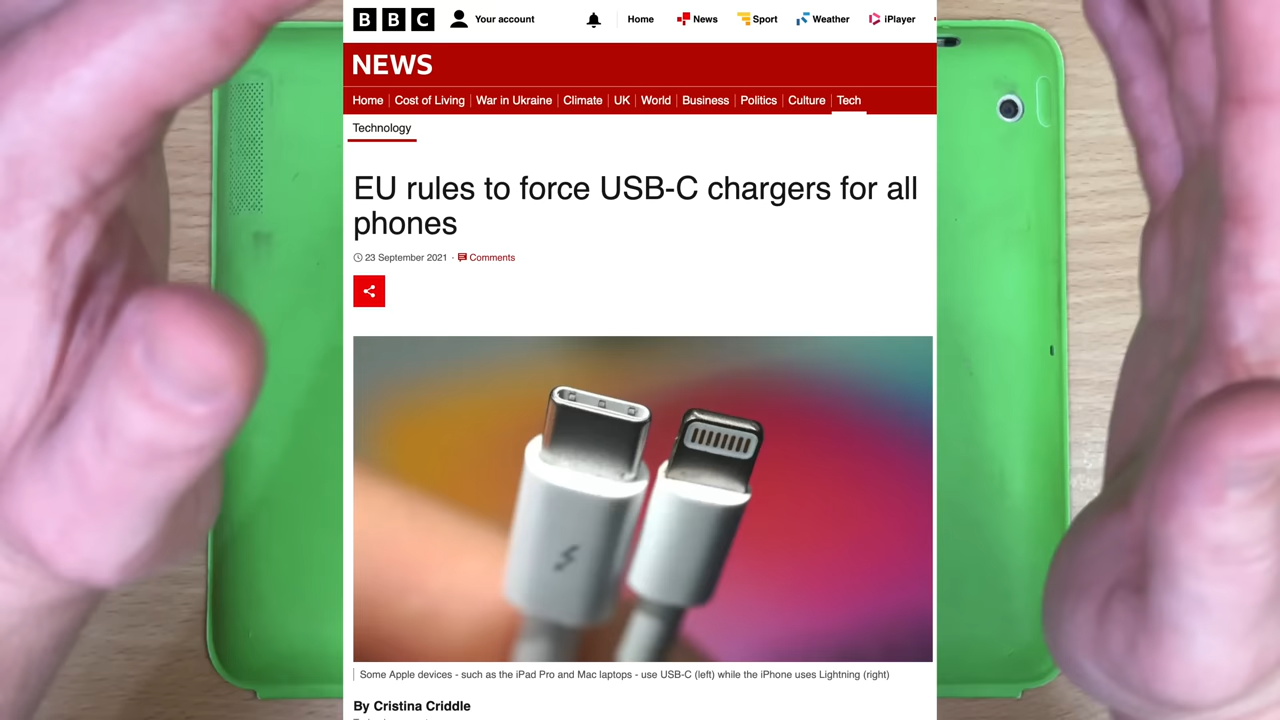 BBC Your account Home News Sport Weather iPlayer
NEWS
Home Cost of Living War in Ukraine Climate UK World Business Politics Culture Tech
Technology
EU rules to force USB-C chargers for all
phones
23 September 2021 - Comments
Some Apple devices - such as the iPad Pro and Mac laptops - use USB-C (left) while the iPhone uses Lightning (right)
By Cristina Criddle